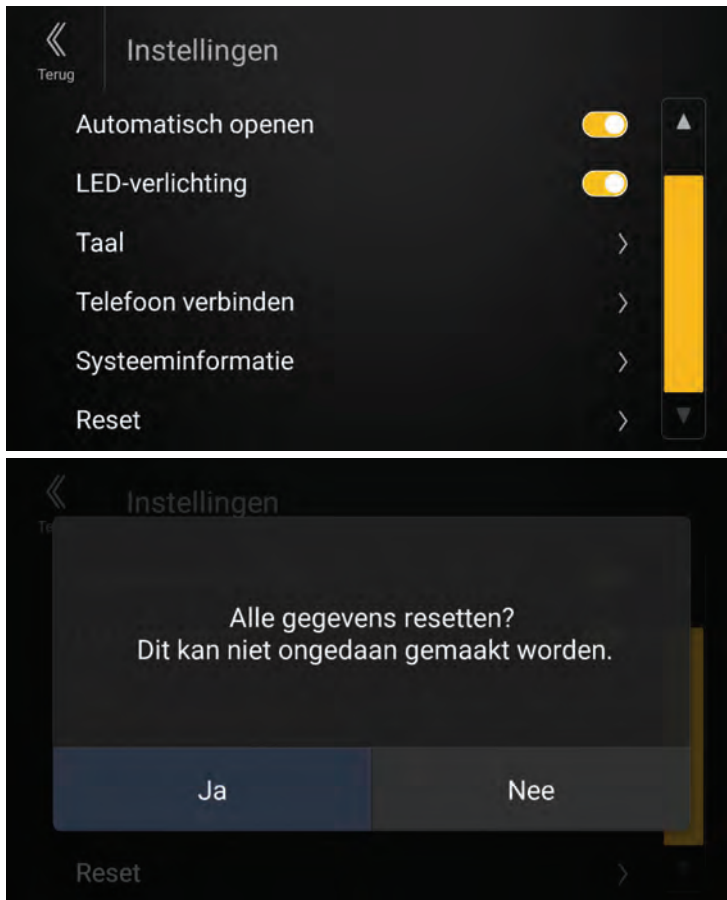 Instellingen
Terug
Automatisch openen
LED-verlichting
Taal
Telefoon verbinden
Systeeminformatie
Reset
Instellingen
Te
Alle gegevens resetten?
Dit kan niet ongedaan gemaakt worden.
Ja
Nee
Reset